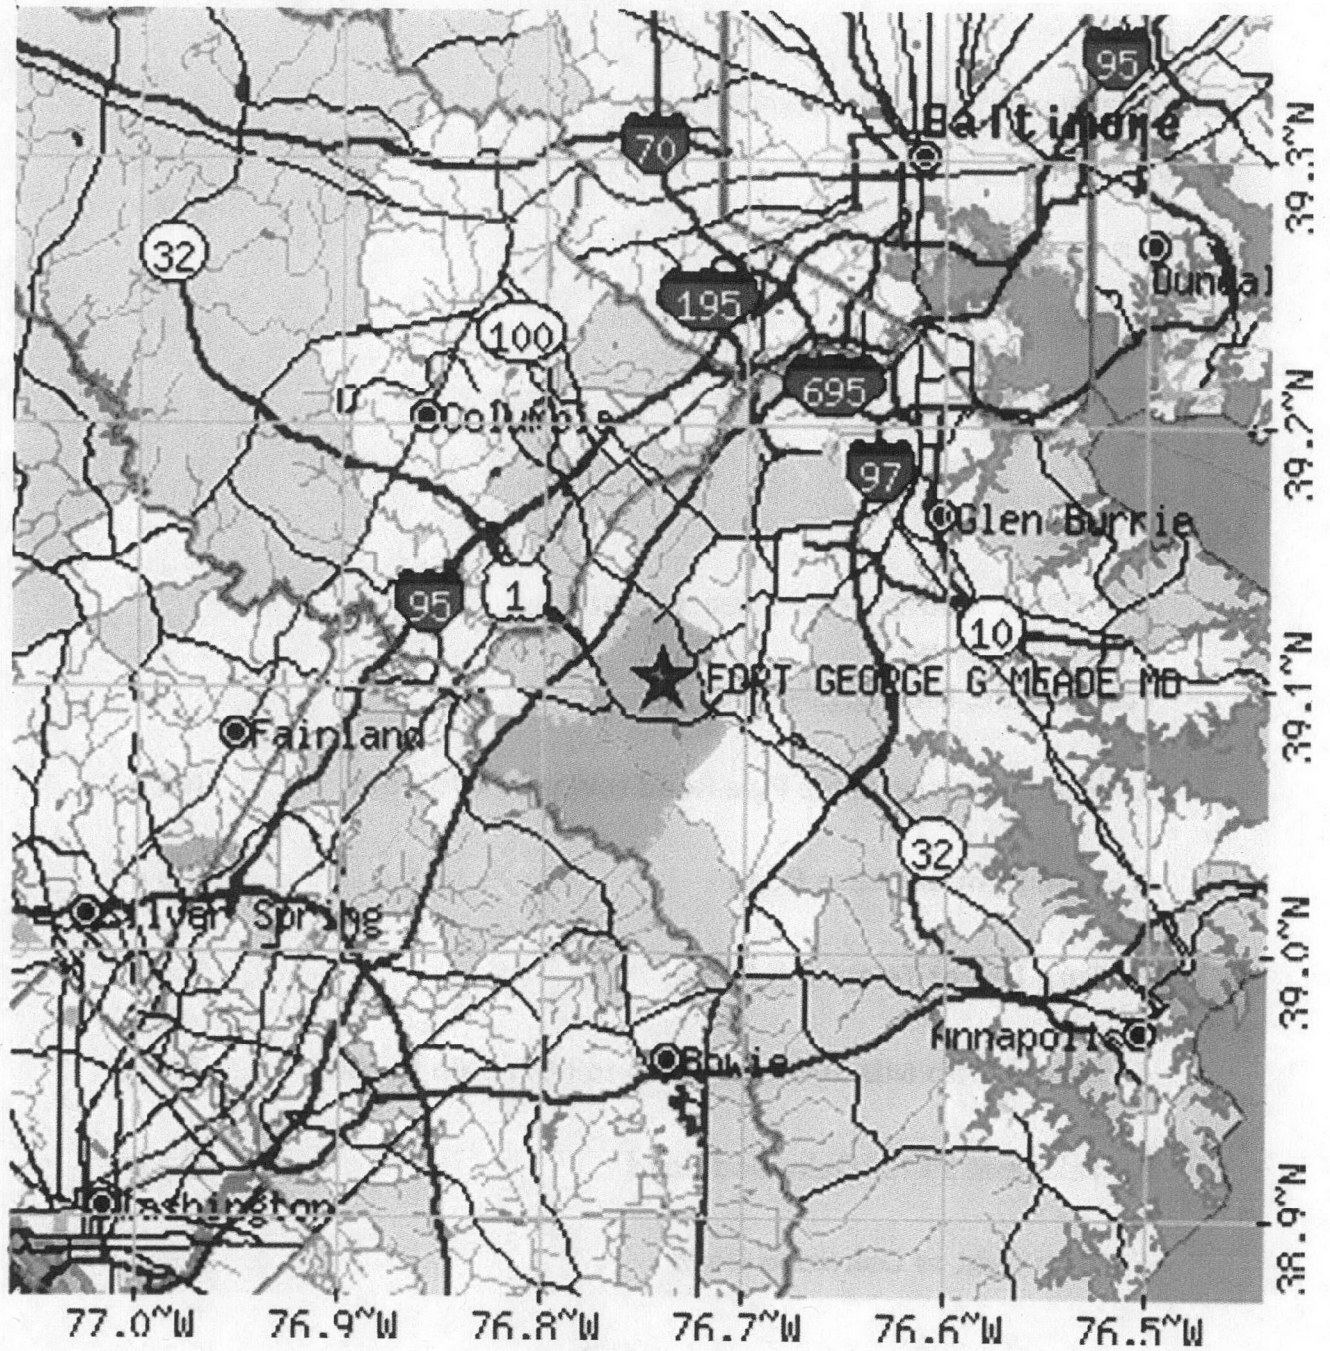 95
Baltimore
70
39.3~N
32
Dundal
195
100
695
39.2~N
Columbia
97
Glen Burnie
95
1
10
FORT GEORGE G MEADE MD
39.1~N
Fairland
32
Silver Spring
39.0~N
Annapolis
Bowie
Washington
38.9~N
77.0~W 76.9~W 76.8~W 76.7~W 76.6~W 76.5~W